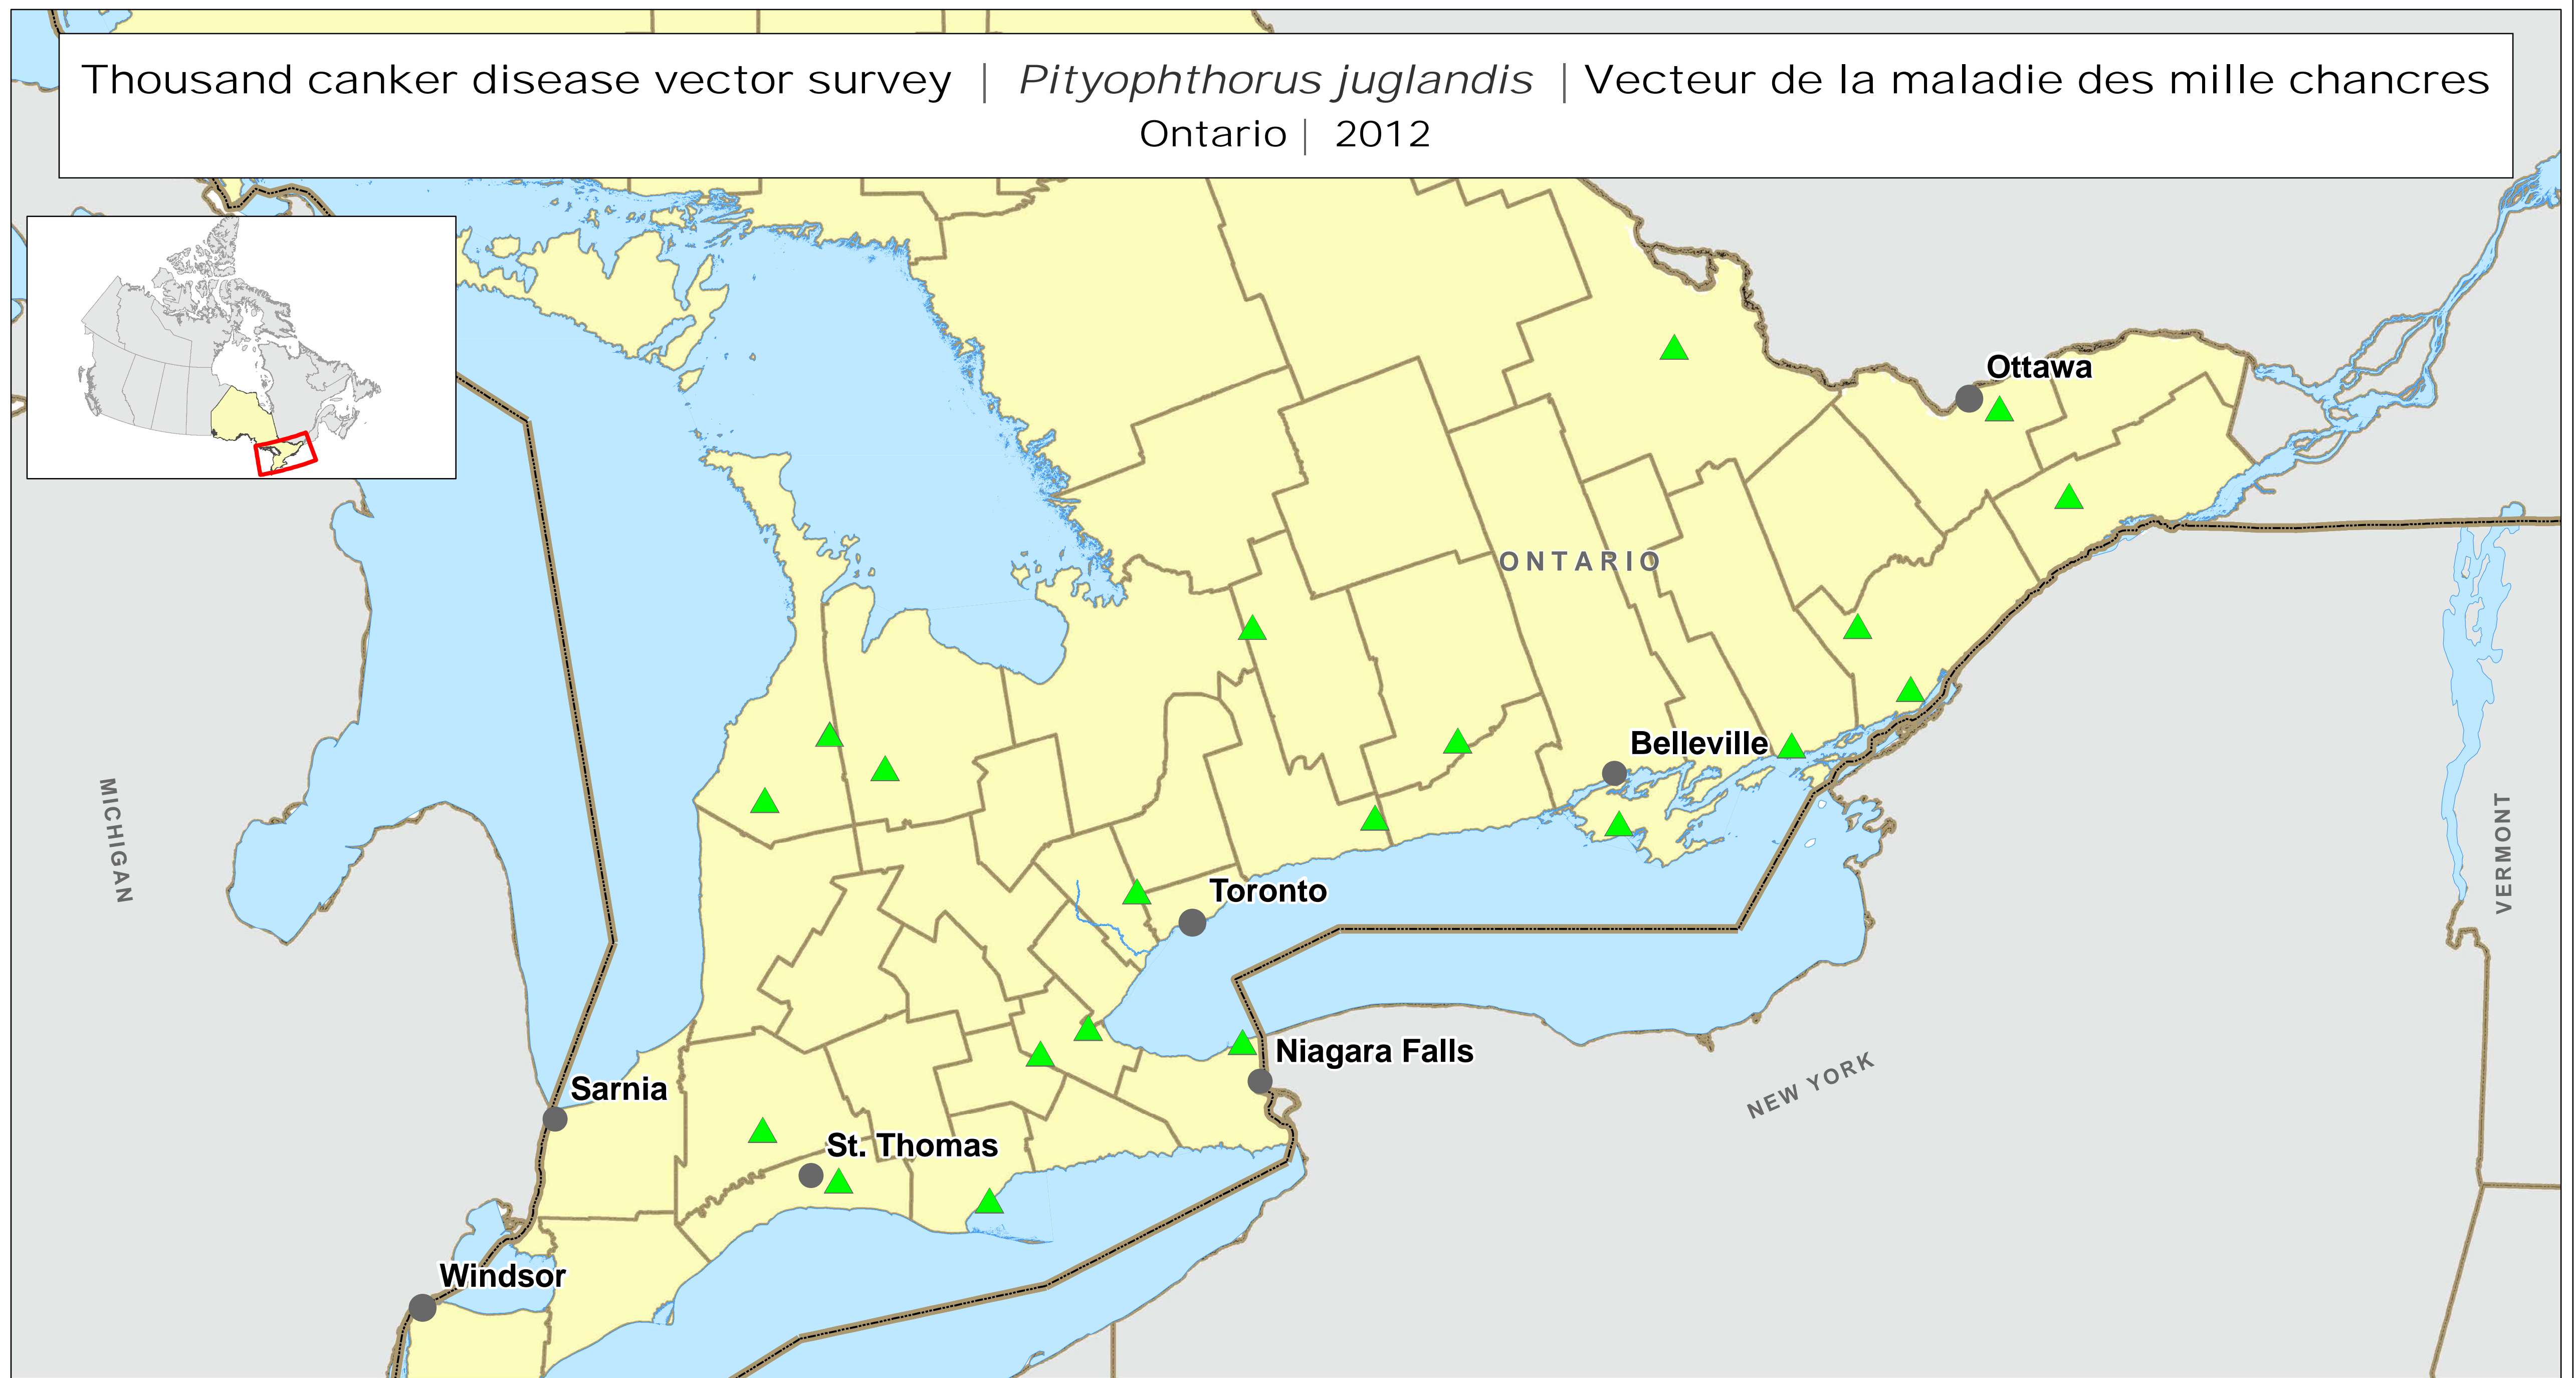 Thousand canker disease vector survey | Pityophthorus juglandis | Vecteur de la maladie des mille chancres
Ontario | 2012
Ottawa
ONTARIO
Belleville
MICHIGAN
VERMONT
Toronto
Niagara Falls
NEW YORK
Sarnia
St. Thomas
Windsor